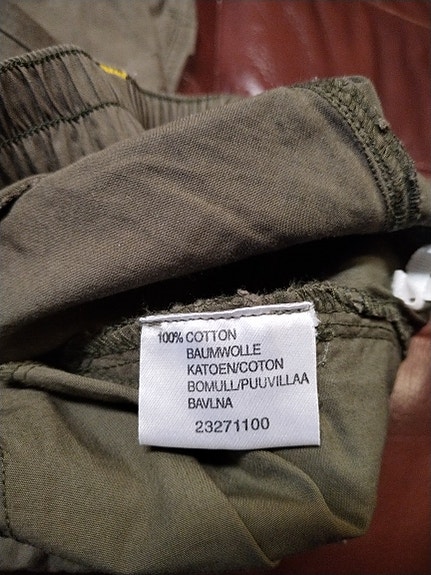 100% COTTON
BAUMWOLLE
KATOEN/COTON
BOMULL/PUUVILLAA
BAVLNA
23271100